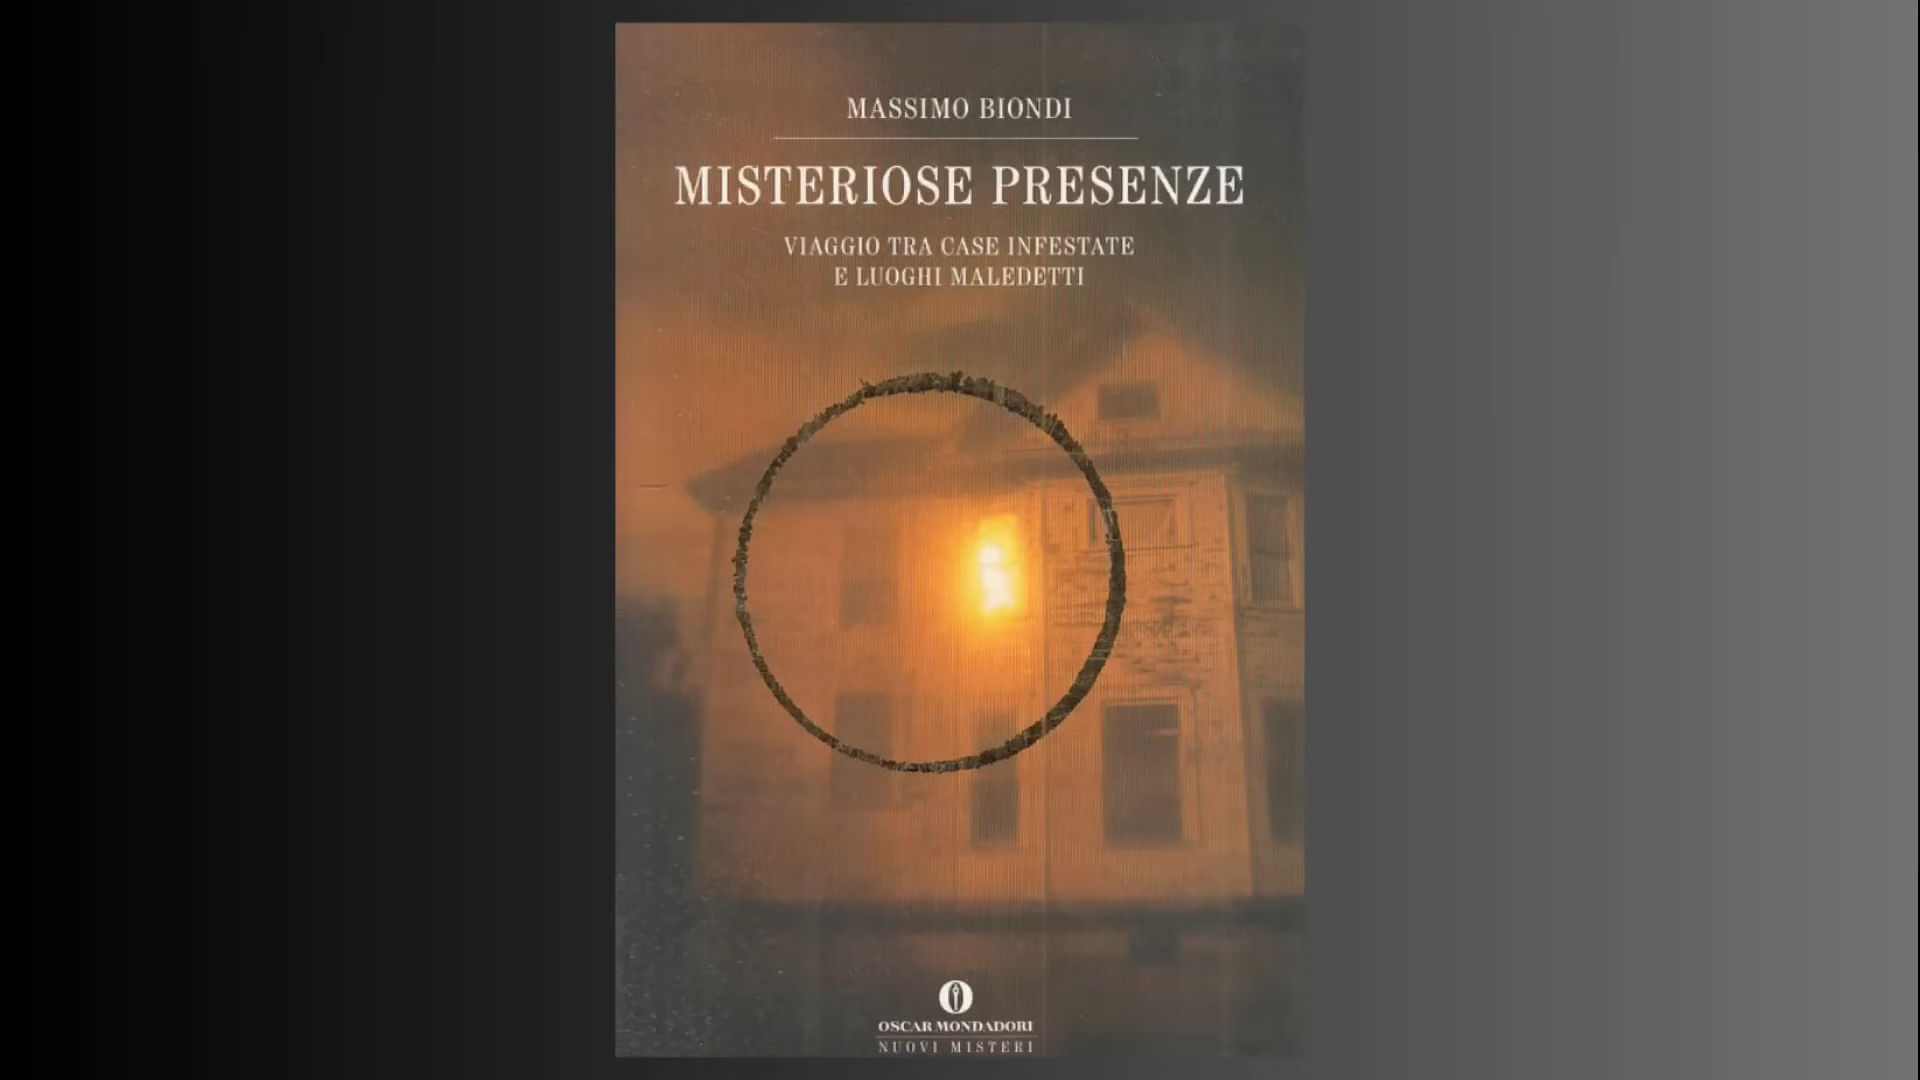 MASSIMO BIONDI
MISTERIOSE PRESENZE
VIAGGIO TRA CASE INFESTATE
E LUOGHI MALEDETTI
OSCAR MONDADORI
NUOVI MISTERI